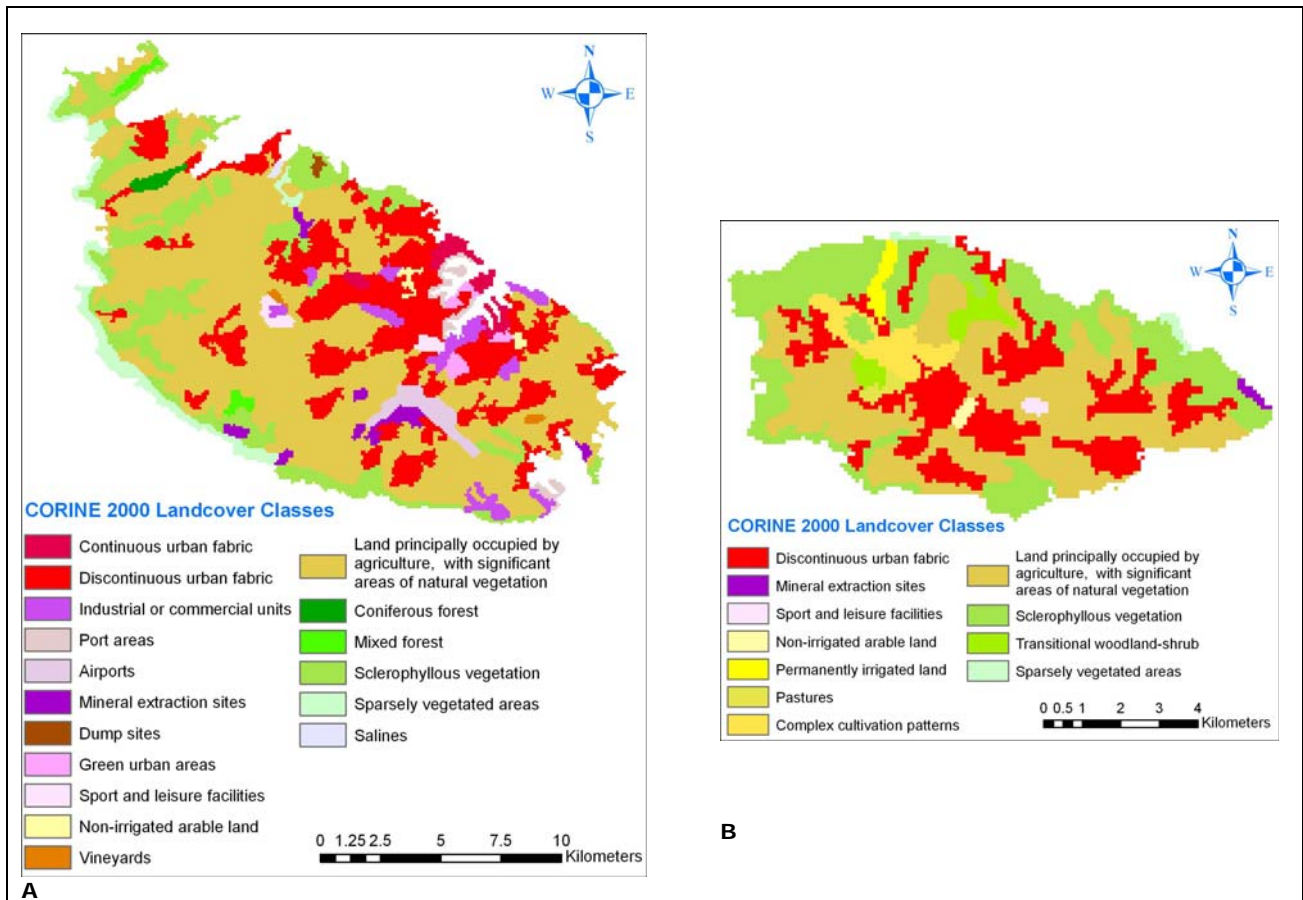 N
W E
S
CORINE 2000 Landcover Classes
Continuous urban fabric
Discontinuous urban fabric
Industrial or commercial units
Port areas
Airports
Mineral extraction sites
Dump sites
Green urban areas
Sport and leisure facilities
Non-irrigated arable land
Vineyards
Land principally occupied by
agriculture, with significant
areas of natural vegetation
Coniferous forest
Mixed forest
Sclerophyllous vegetation
Sparsely vegetated areas
Salines
0 1.25 2.5 5 7.5 10
Kilometers
A
N
W E
S
CORINE 2000 Landcover Classes
Discontinuous urban fabric
Mineral extraction sites
Sport and leisure facilities
Non-irrigated arable land
Permanently irrigated land
Pastures
Complex cultivation patterns
Land principally occupied by
agriculture, with significant
areas of natural vegetation
Sclerophyllous vegetation
Transitional woodland-shrub
Sparsely vegetated areas
0 0.5 1 2 3 4
Kilometers
B